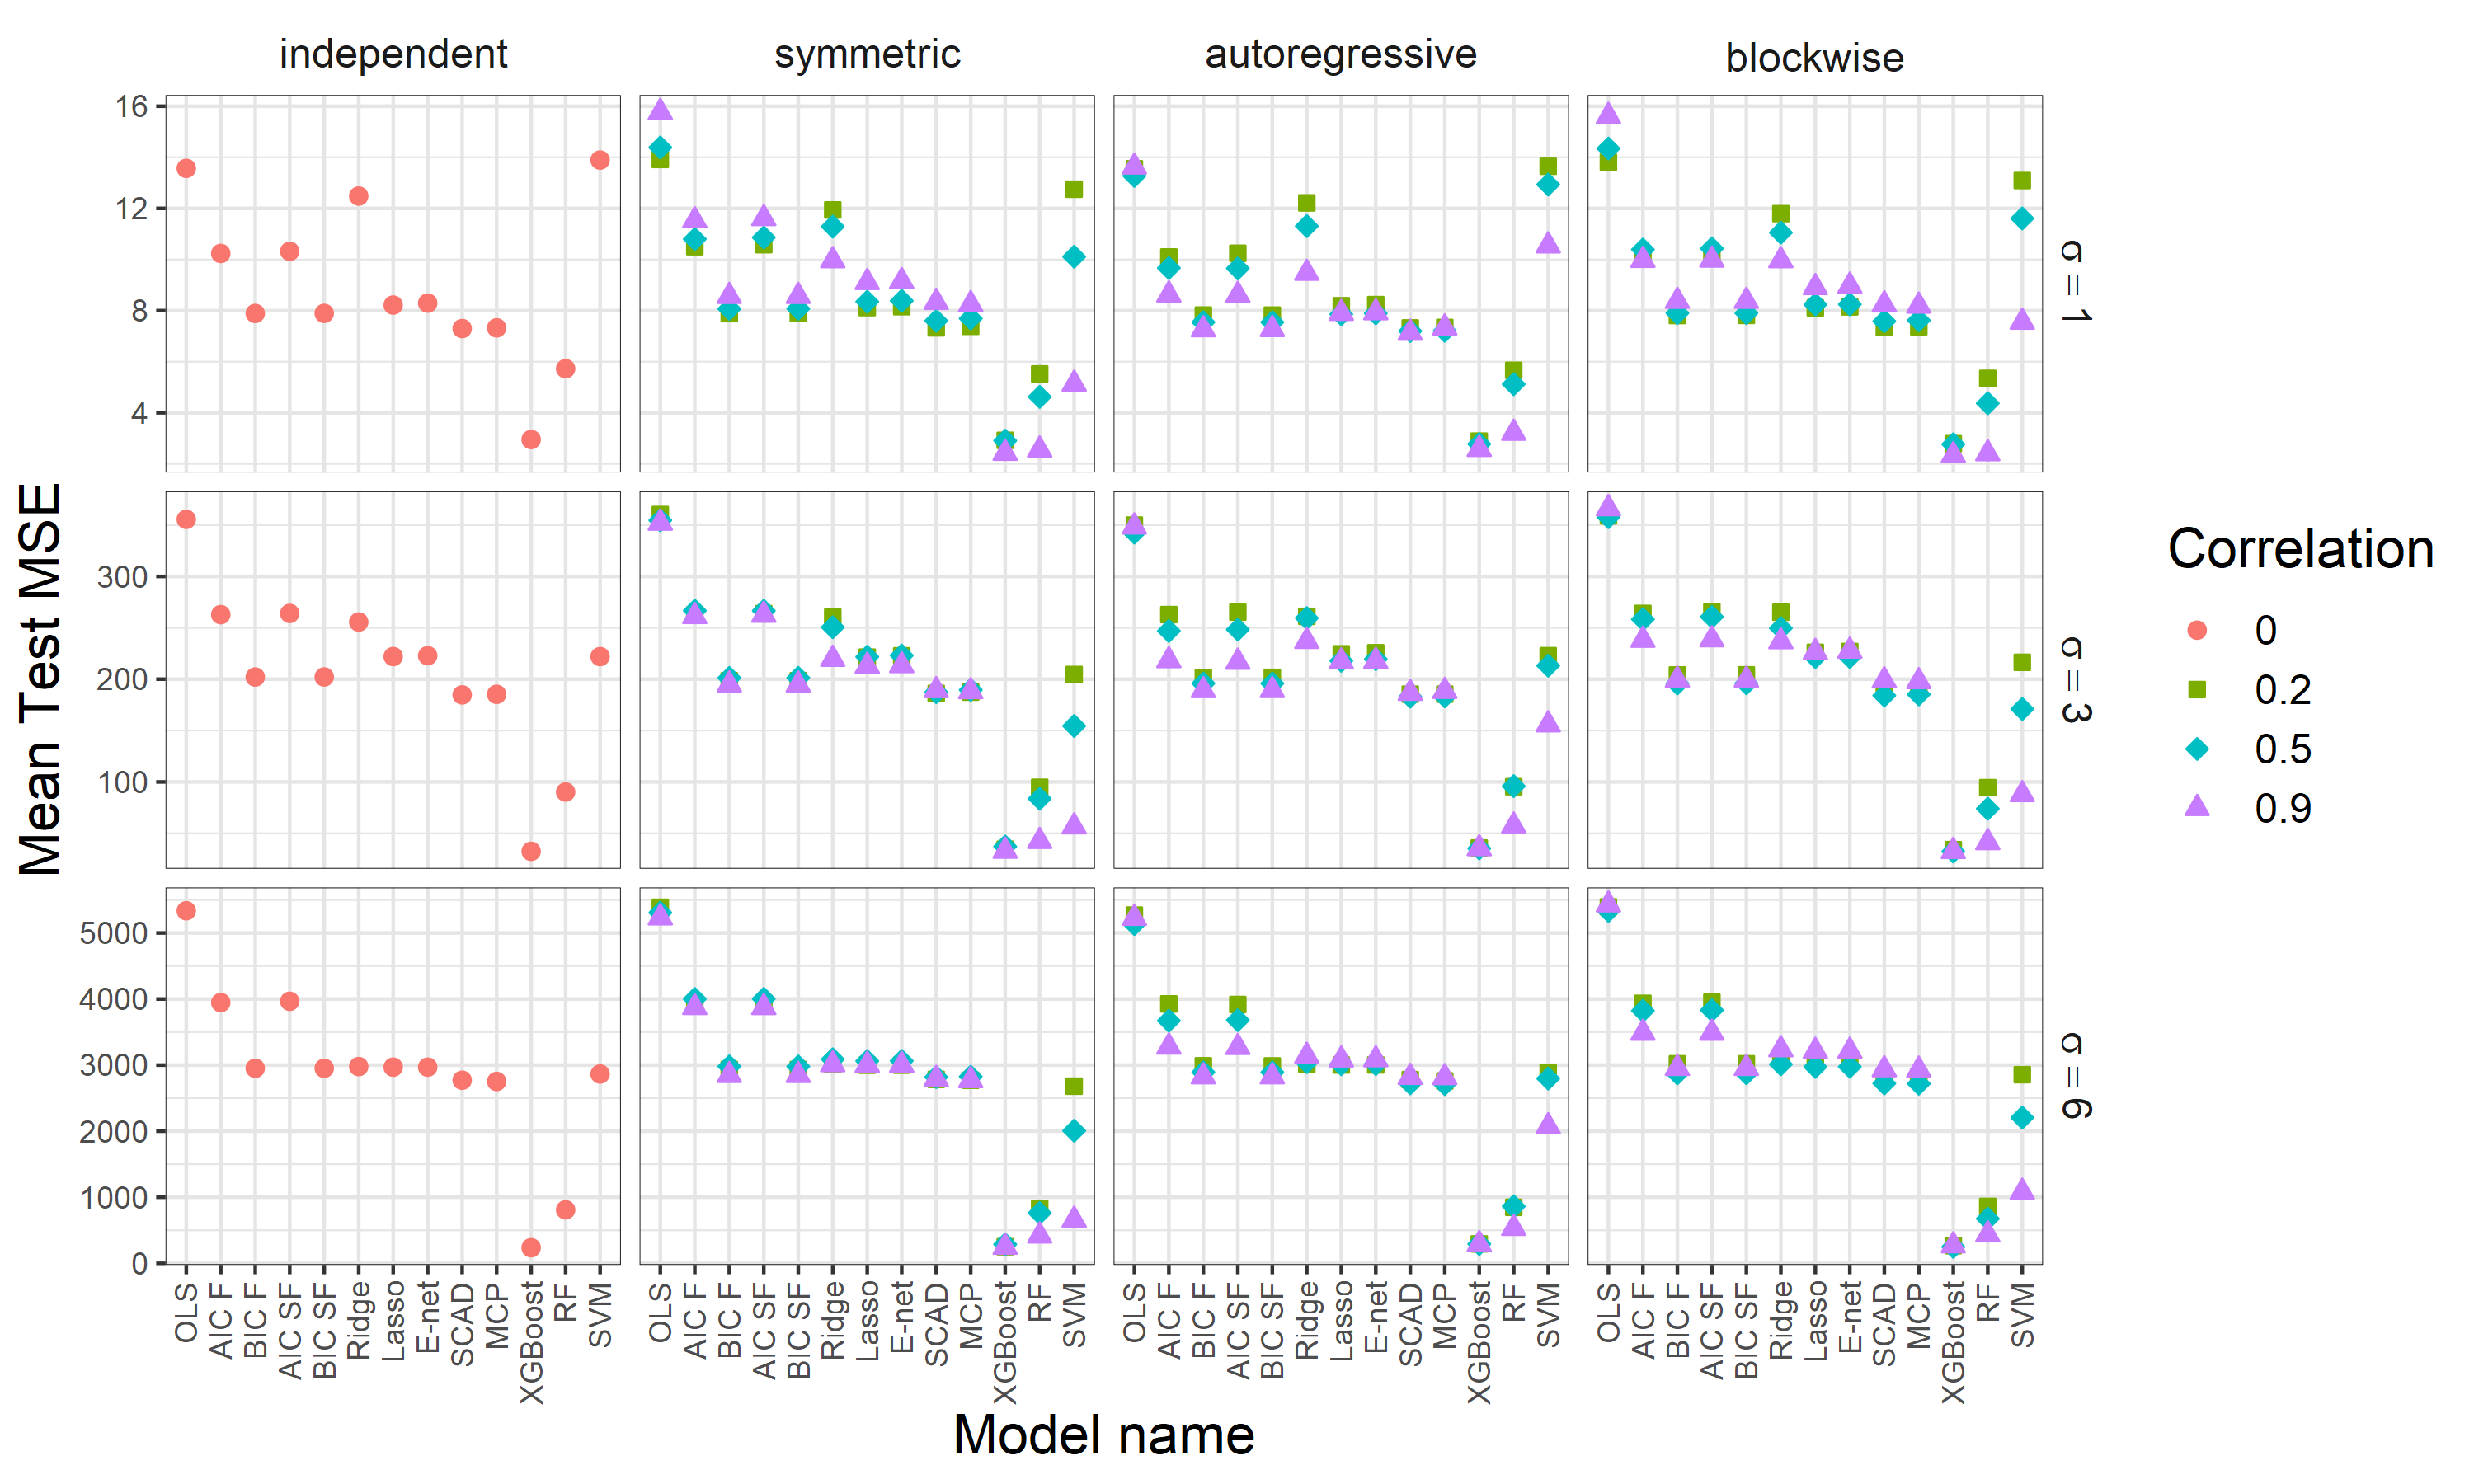 independent
symmetric
autoregressive
blockwise
Mean Test MSE
16
12
8
4
σ = 1
300
200
100
σ = 3
5000
4000
3000
2000
1000
0
σ = 6
OLS
AIC F
BIC F
AIC SF
BIC SF
Ridge
Lasso
E-net
SCAD
MCP
XGBoost
RF
SVM
OLS
AIC F
BIC F
AIC SF
BIC SF
Ridge
Lasso
E-net
SCAD
MCP
XGBoost
RF
SVM
OLS
AIC F
BIC F
AIC SF
BIC SF
Ridge
Lasso
E-net
SCAD
MCP
XGBoost
RF
SVM
OLS
AIC F
BIC F
AIC SF
BIC SF
Ridge
Lasso
E-net
SCAD
MCP
XGBoost
RF
SVM
Model name
Correlation
0
0.2
0.5
0.9